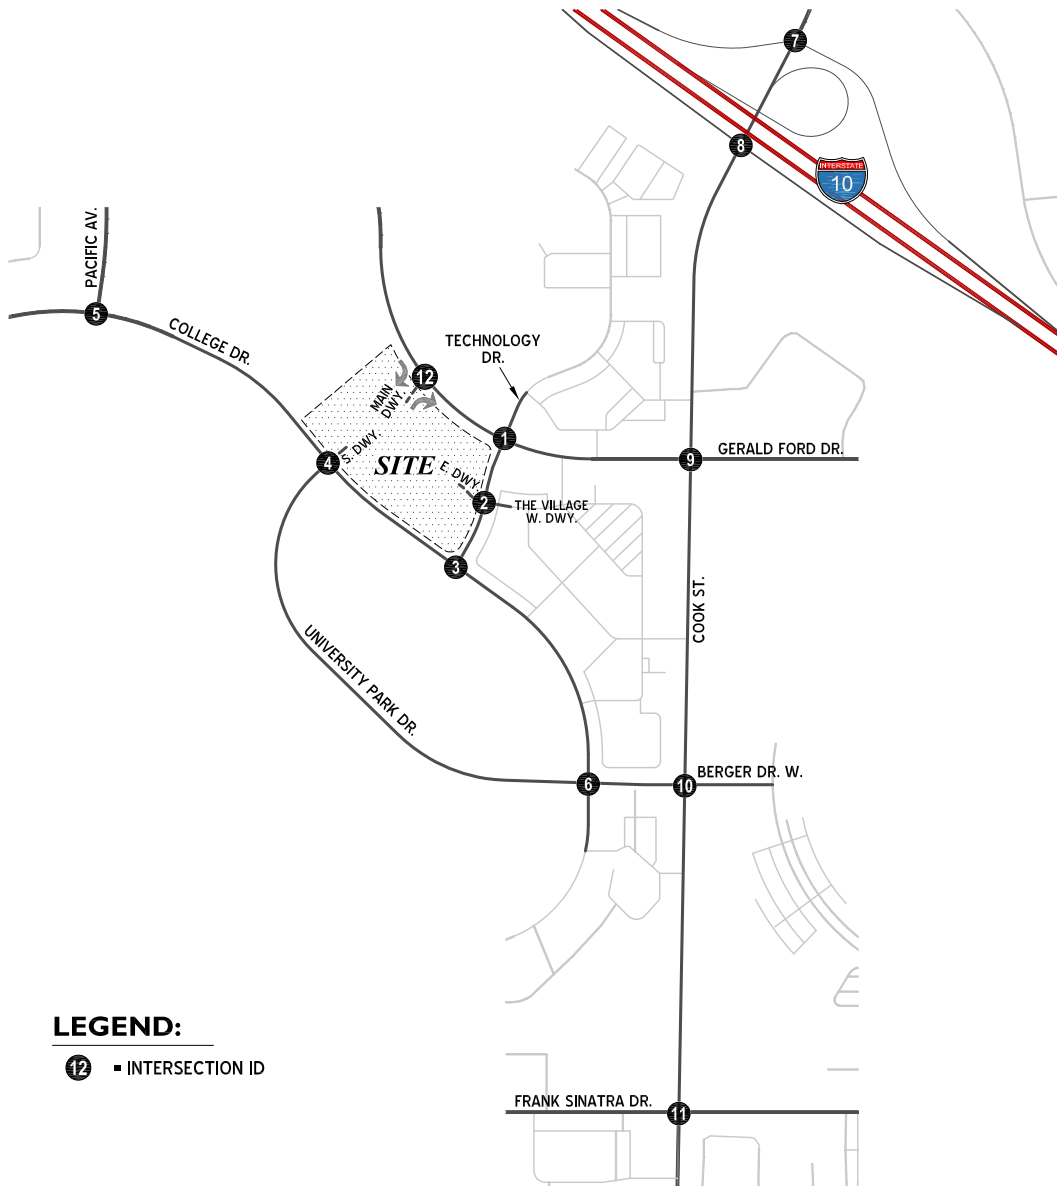 7
8
INTERSTATE
10
PACIFIC AV.
5
COLLEGE DR.
TECHNOLOGY
DR.
12
MAIN
DWY.
1
GERALD FORD DR.
9
S. DWY.
4
SITE
E. DWY.
2
THE VILLAGE
W. DWY.
3
COOK ST.
UNIVERSITY PARK DR.
6
10
BERGER DR. W.
LEGEND:
12 = INTERSECTION ID
FRANK SINATRA DR.
11